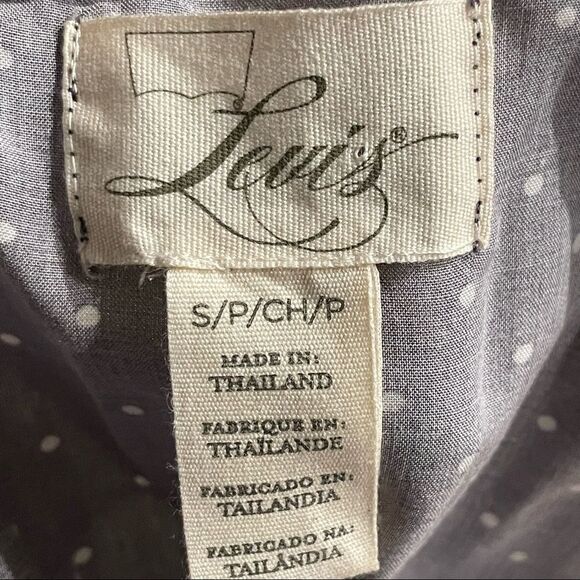 Levi's®
S/P/CH/P
MADE IN:
THAILAND
FABRIQUE EN:
THAÏLANDE
FABRICADO EN:
TAILANDIA
FABRICADO NA:
TAILÂNDIA